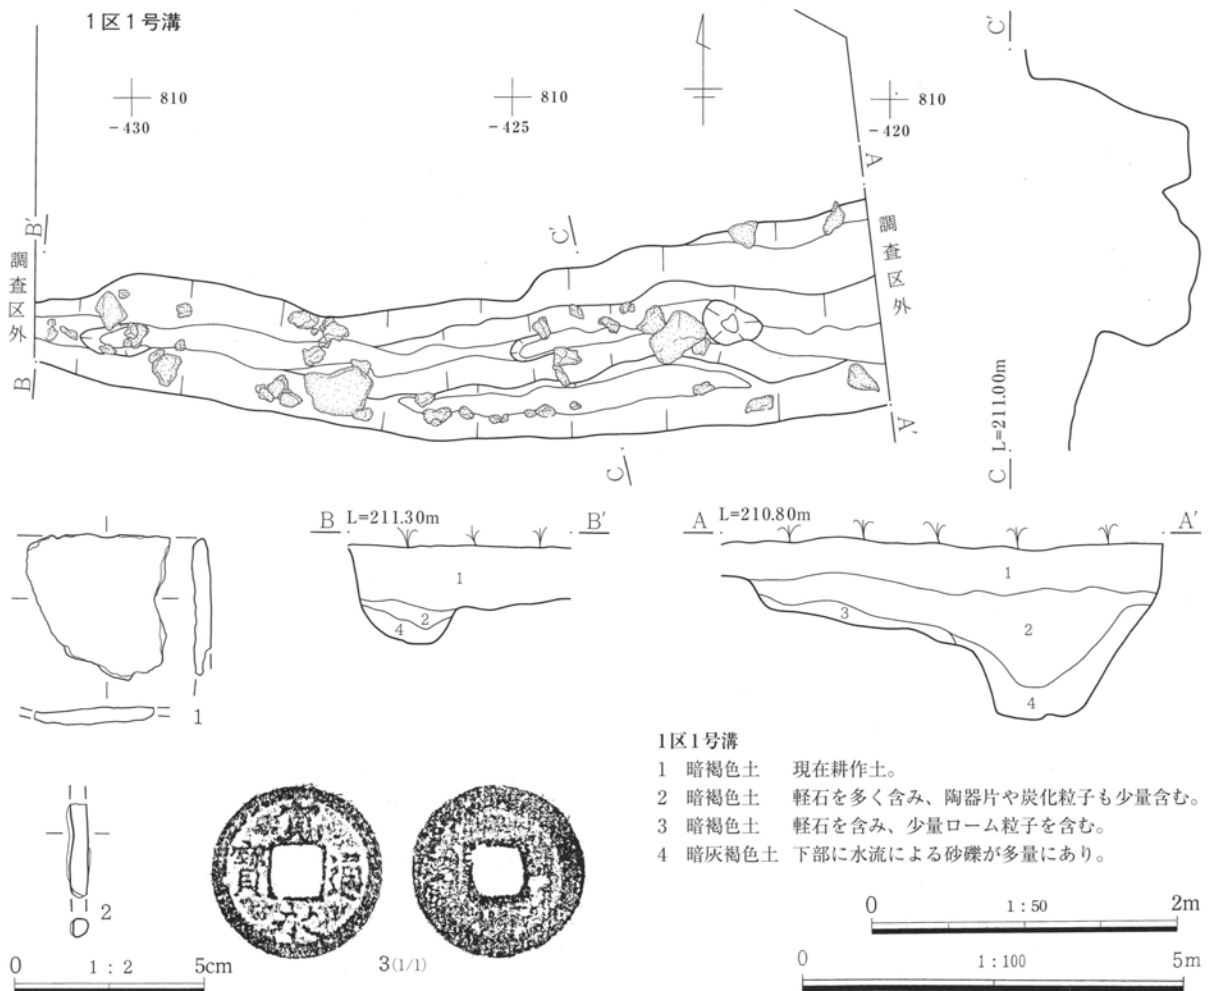 1区1号溝
810
-430
810
-425
810
-420
A
調査区外
B'
調査区外
B
C'
C
A'
C'
L=211.00m
C
B L=211.30m B'
1
2
4
A L=210.80m A'
1
3
2
4
1
2
寛永通寳
3(1/1)
0 1:2 5cm
1区1号溝
1 暗褐色土 現在耕作土。
2 暗褐色土 軽石を多く含み、陶器片や炭化粒子も少量含む。
3 暗褐色土 軽石を含み、少量ローム粒子を含む。
4 暗灰褐色土 下部に水流による砂礫が多量にあり。
0 1:50 2m
0 1:100 5m